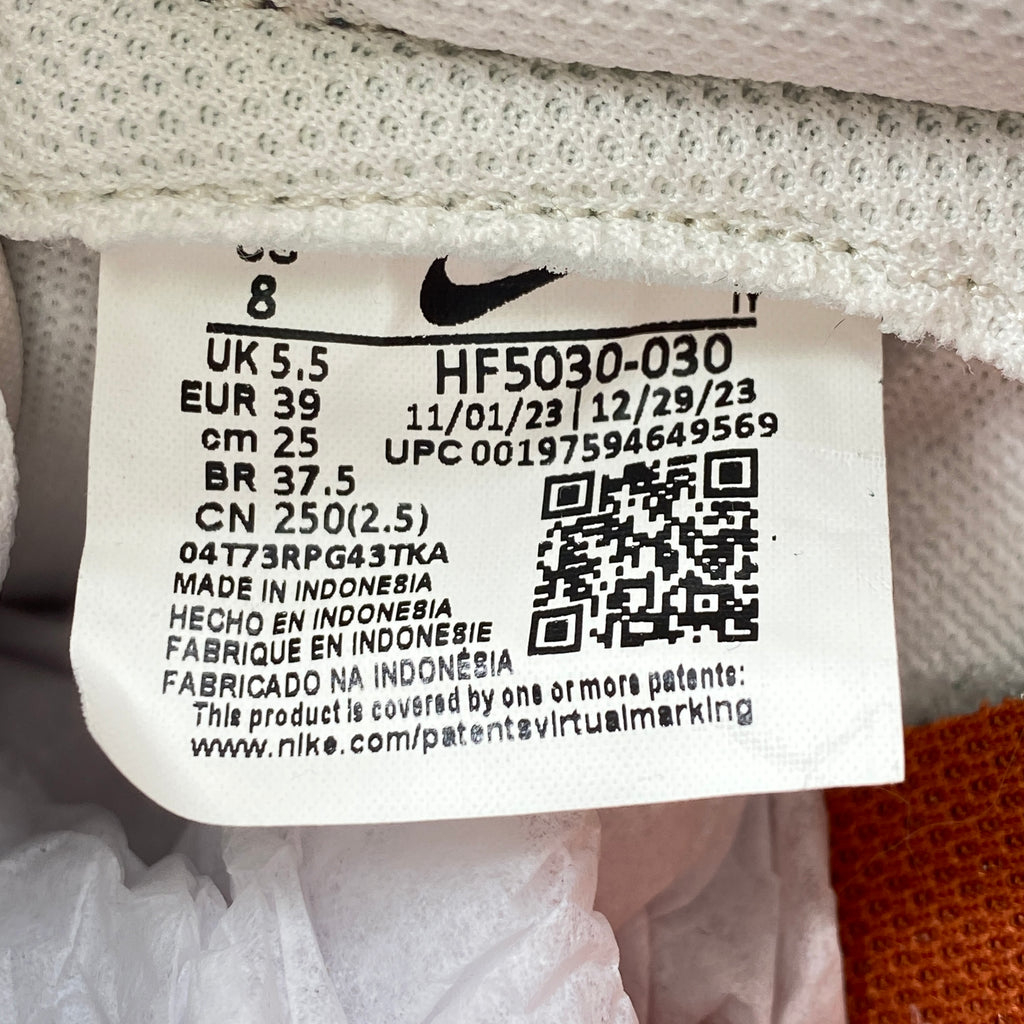 US
8
UK 5.5
EUR 39
cm 25
BR 37.5
CN 250(2.5)
HF5030-030
11/01/23 | 12/29/23
UPC 00197594649569
04T73RPG43TKA
MADE IN INDONESIA
HECHO EN INDONESIA
FABRIQUE EN INDONESIE
FABRICADO NA INDONÉSIA
This product is covered by one or more patents:
www.nike.com/patentsvirtualmarking